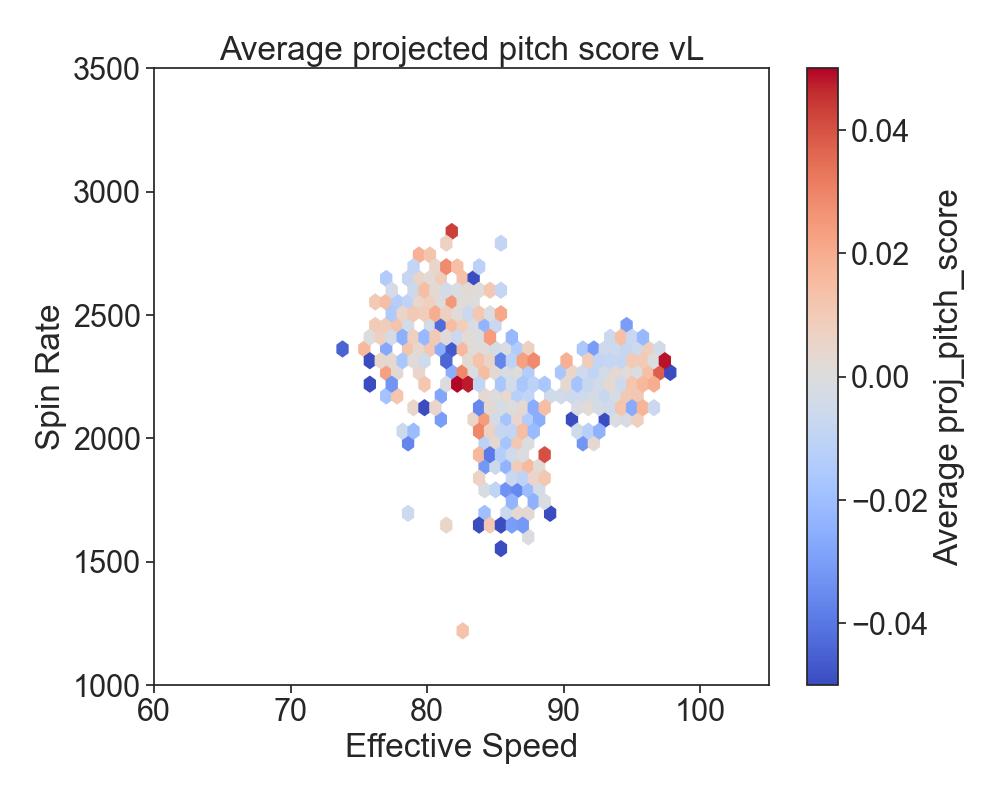 Average projected pitch score vL
3500
3000
2500
2000
1500
1000
Spin Rate
60 70 80 90 100
Effective Speed
0.04
0.02
0.00
−0.02
−0.04
Average proj_pitch_score